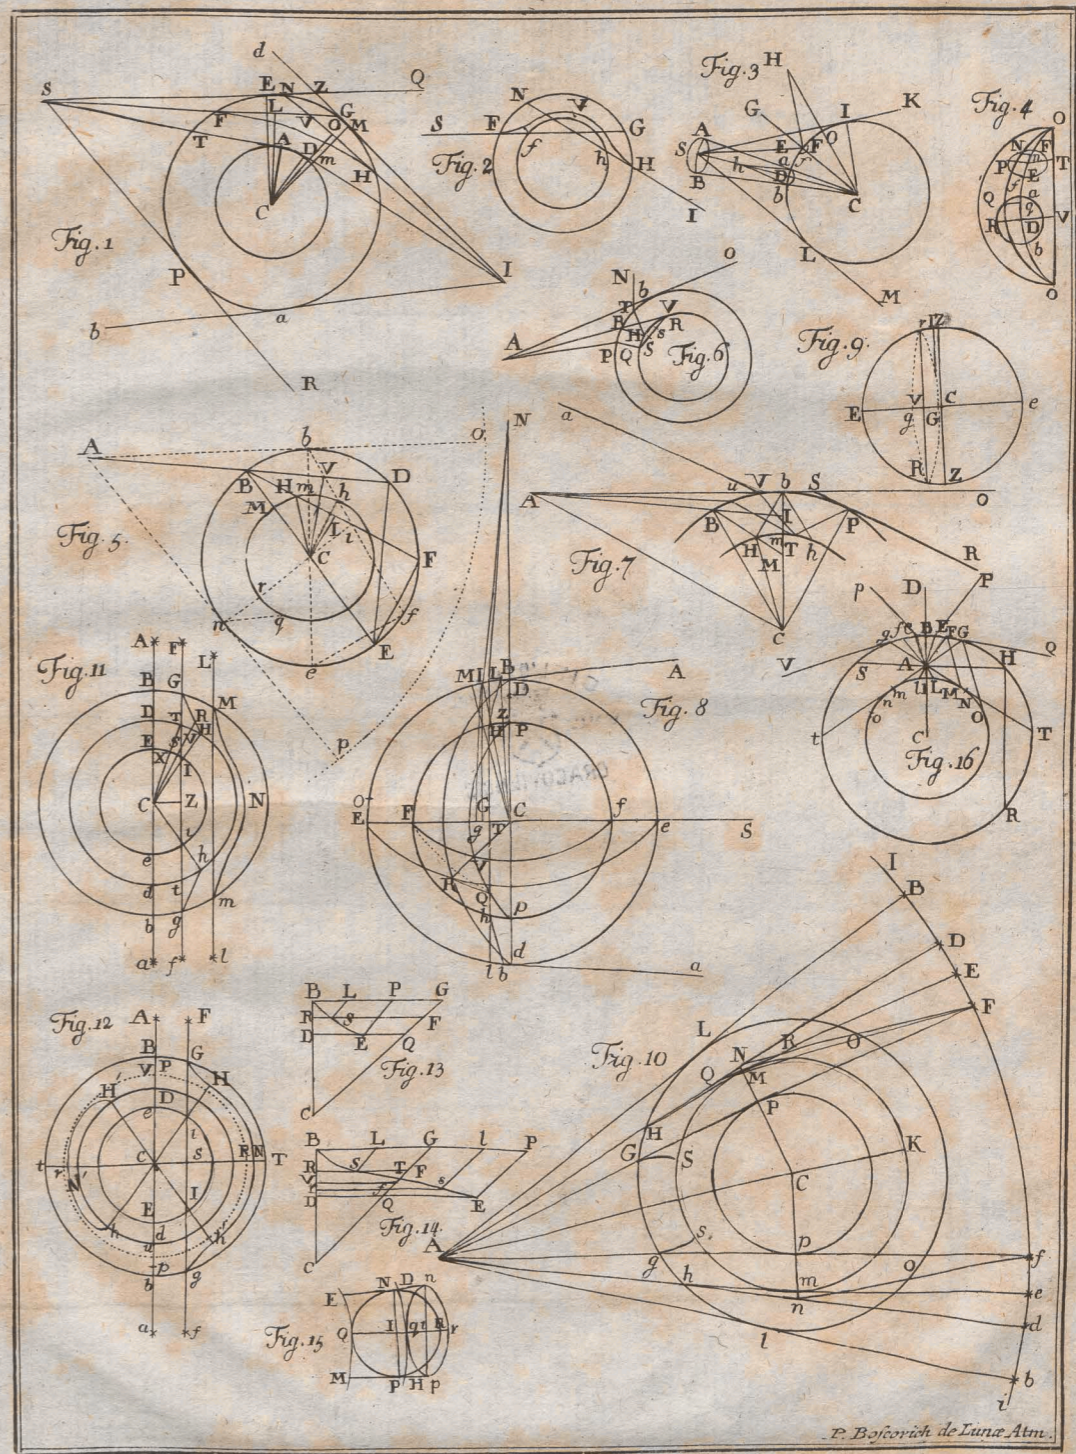 Fig. 1
S
d
E
N
Z
Q
L
G
F
V
O
M
T
A
D
m
H
C
P
I
b
a
R
Fig. 2
N
V
S
F
G
f
h
H
I
Fig. 3
H
G
I
K
A
S
E
F
O
h
a
D
B
b
C
L
M
Fig. 4
O
N
F
P
n
T
E
f
Q
a
g
R
D
V
b
O
Fig. 5.
A
b
O
B
H
m
V
D
M
h
L
i
C
F
r
n
q
f
E
e
p
Fig. 6
N
O
b
T
V
B
R
H
s
A
P
Q
S
Fig. 9.
r
Z
V
C
E
e
g
G
R
Z
Fig. 7
N
a
u
V
b
S
A
O
B
I
P
H
m
T
h
M
R
C
Fig. 16
p
D
P
g
f
e
B
E
F
G
Q
V
S
A
H
n
m
L
M
N
o
O
t
C
T
R
Fig. 11
A
F
L
B
G
M
D
T
R
H
E
S
V
X
I
C
Z
N
i
e
h
d
t
m
b
g
a
f
l
Fig. 8
M
I
L
B
A
D
Z
H
P
O
G
C
E
F
f
e
g
T
S
V
R
Q
h
p
d
l
b
a
Fig. 12
A
F
B
P
G
V
H'
D
H
e
i
t
C
s
R
N
T
r
N'
E
I
h
d
h'
u
p
b
g
a
f
Fig. 13
B
L
P
G
R
S
F
D
E
Q
C
Fig. 14.
B
L
G
l
P
R
S
T
F
V
f
s
r
D
Q
E
C
Fig. 15
N
D
n
E
Q
I
q
i
R
r
M
P
H
p
Fig. 10
I
B
D
E
F
L
N
R
O
Q
M
P
H
G
S
K
C
A
s
p
g
h
m
o
f
n
e
l
d
b
i
P. Boscovich de Lunæ Atm.